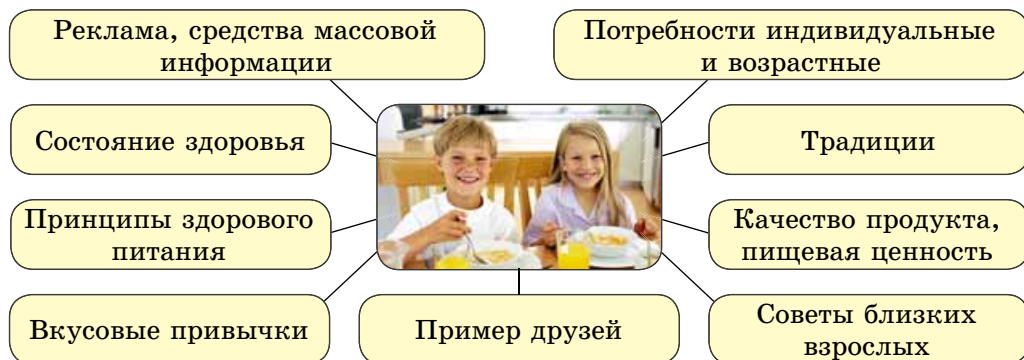 Реклама, средства массовой
информации
Потребности индивидуальные
и возрастные
Состояние здоровья
Традиции
Принципы здорового
питания
Качество продукта,
пищевая ценность
Вкусовые привычки
Пример друзей
Советы близких
взрослых